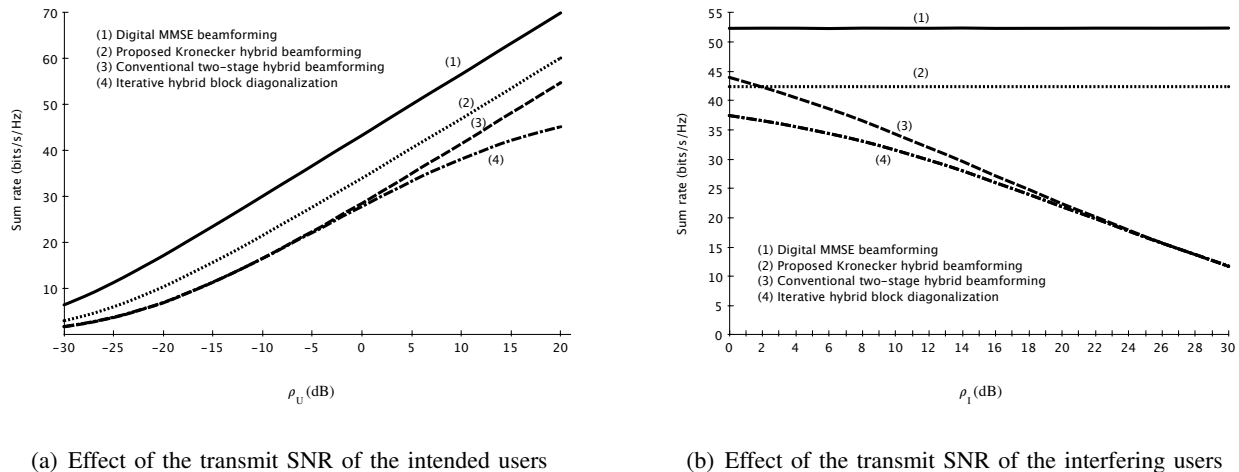 70
60
50
40
30
20
10
Sum rate (bits/s/Hz)
(1) Digital MMSE beamforming
(2) Proposed Kronecker hybrid beamforming
(3) Conventional two-stage hybrid beamforming
(4) Iterative hybrid block diagonalization
(1)
(2)
(3)
(4)
−30 −25 −20 −15 −10 −5 0 5 10 15 20
ρU (dB)
(a) Effect of the transmit SNR of the intended users
55
50
45
40
35
30
25
20
15
10
5
0
Sum rate (bits/s/Hz)
(1)
(2)
(3)
(4)
(1) Digital MMSE beamforming
(2) Proposed Kronecker hybrid beamforming
(3) Conventional two-stage hybrid beamforming
(4) Iterative hybrid block diagonalization
0 2 4 6 8 10 12 14 16 18 20 22 24 26 28 30
ρI (dB)
(b) Effect of the transmit SNR of the interfering users